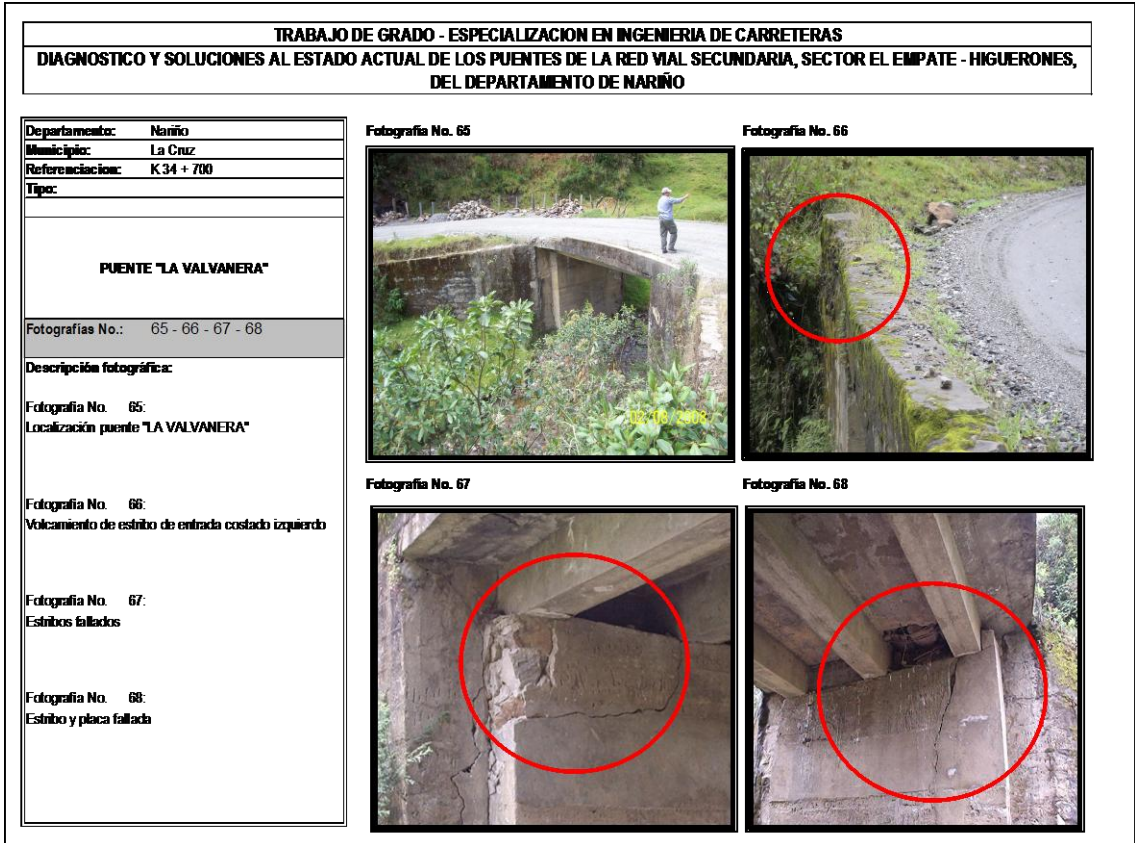 TRABAJO DE GRADO - ESPECIALIZACION EN INGENIERIA DE CARRETERAS
DIAGNOSTICO Y SOLUCIONES AL ESTADO ACTUAL DE LOS PUENTES DE LA RED VIAL SECUNDARIA, SECTOR EL EMPATE - HIGUERONES,
DEL DEPARTAMENTO DE NARIÑO
Departamento: Nariño
Municipio: La Cruz
Referenciacion: K 34 + 700
Tipo:
PUENTE "LA VALVANERA"
Fotografías No.: 65 - 66 - 67 - 68
Descripción fotográfica:
Fotografia No. 65:
Localización puente "LA VALVANERA"
Fotografia No. 66:
Volcamiento de estribo de entrada costado izquierdo
Fotografia No. 67:
Estribos fallados
Fotografia No. 68:
Estribo y placa fallada
Fotografía No. 65
Fotografía No. 66
03/08/2008
Fotografía No. 67
Fotografía No. 68